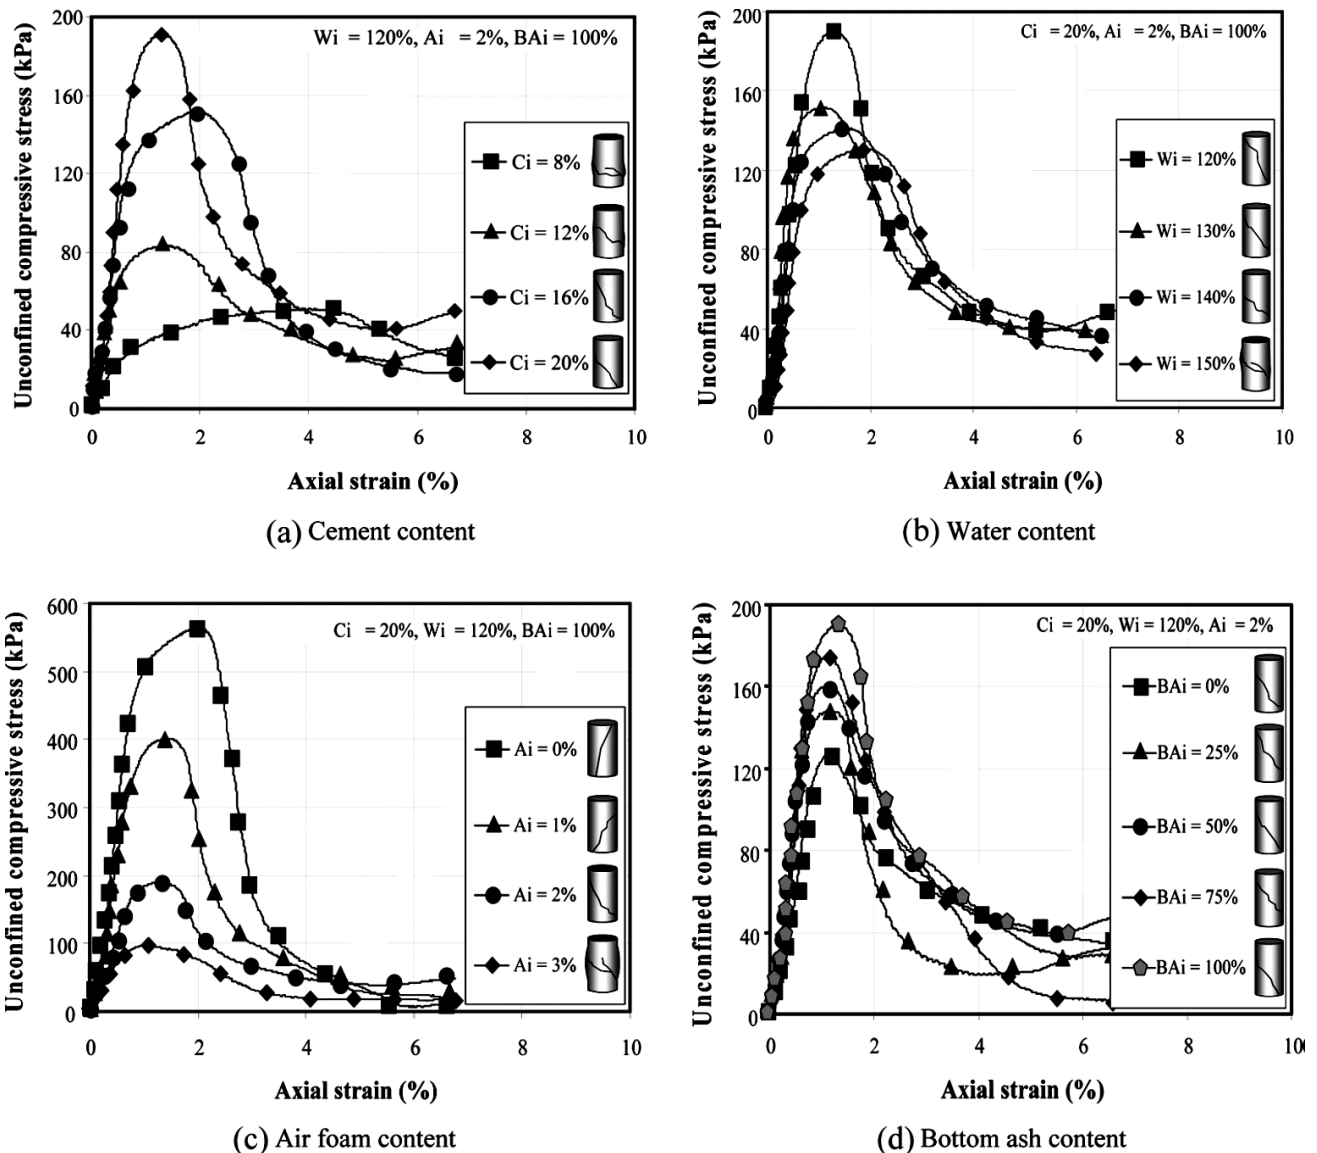 Unconfined compressive stress (kPa)
200
160
120
80
40
0
Wi = 120%, Ai = 2%, BAi = 100%
Ci = 8%
Ci = 12%
Ci = 16%
Ci = 20%
0 2 4 6 8 10
Axial strain (%)
(a) Cement content
Unconfined compressive stress (kPa)
200
160
120
80
40
0
Ci = 20%, Ai = 2%, BAi = 100%
Wi = 120%
Wi = 130%
Wi = 140%
Wi = 150%
0 2 4 6 8 10
Axial strain (%)
(b) Water content
Unconfined compressive stress (kPa)
600
500
400
300
200
100
0
Ci = 20%, Wi = 120%, BAi = 100%
Ai = 0%
Ai = 1%
Ai = 2%
Ai = 3%
0 2 4 6 8 10
Axial strain (%)
(c) Air foam content
Unconfined compressive stress (kPa)
200
160
120
80
40
0
Ci = 20%, Wi = 120%, Ai = 2%
BAi = 0%
BAi = 25%
BAi = 50%
BAi = 75%
BAi = 100%
0 2 4 6 8 10
Axial strain (%)
(d) Bottom ash content